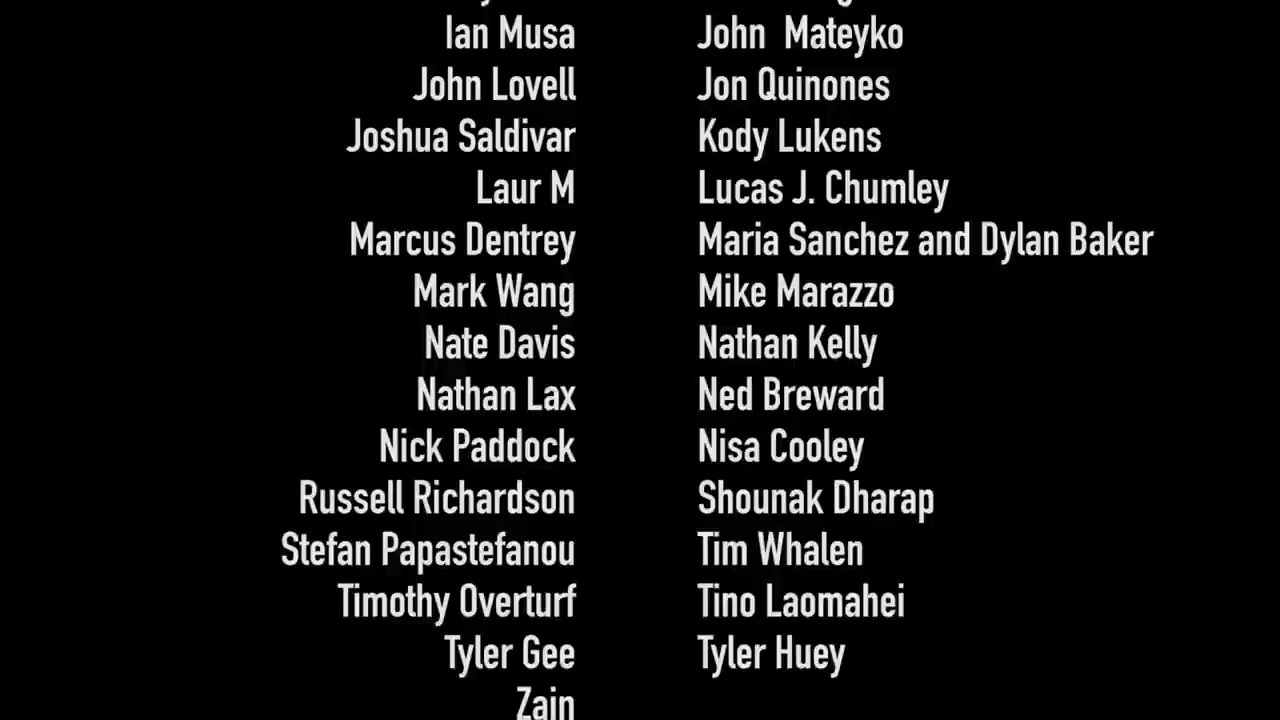 Ian Musa
John Lovell
Joshua Saldivar
Laur M
Marcus Dentrey
Mark Wang
Nate Davis
Nathan Lax
Nick Paddock
Russell Richardson
Stefan Papastefanou
Timothy Overturf
Tyler Gee
Zain
John  Mateyko
Jon Quinones
Kody Lukens
Lucas J. Chumley
Maria Sanchez and Dylan Baker
Mike Marazzo
Nathan Kelly
Ned Breward
Nisa Cooley
Shounak Dharap
Tim Whalen
Tino Laomahei
Tyler Huey